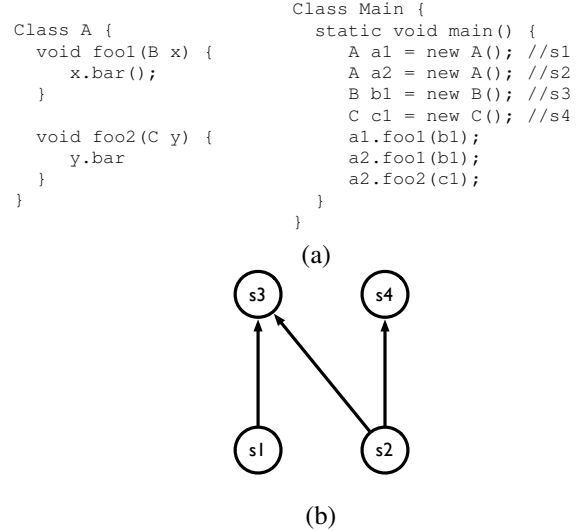 Class A {
void foo1(B x) {
x.bar();
}
void foo2(C y) {
y.bar
}
}
Class Main {
static void main() {
A a1 = new A(); //s1
A a2 = new A(); //s2
B b1 = new B(); //s3
C c1 = new C(); //s4
a1.foo1(b1);
a2.foo1(b1);
a2.foo2(c1);
}
}
(a)
s3 s4
s1 s2
(b)